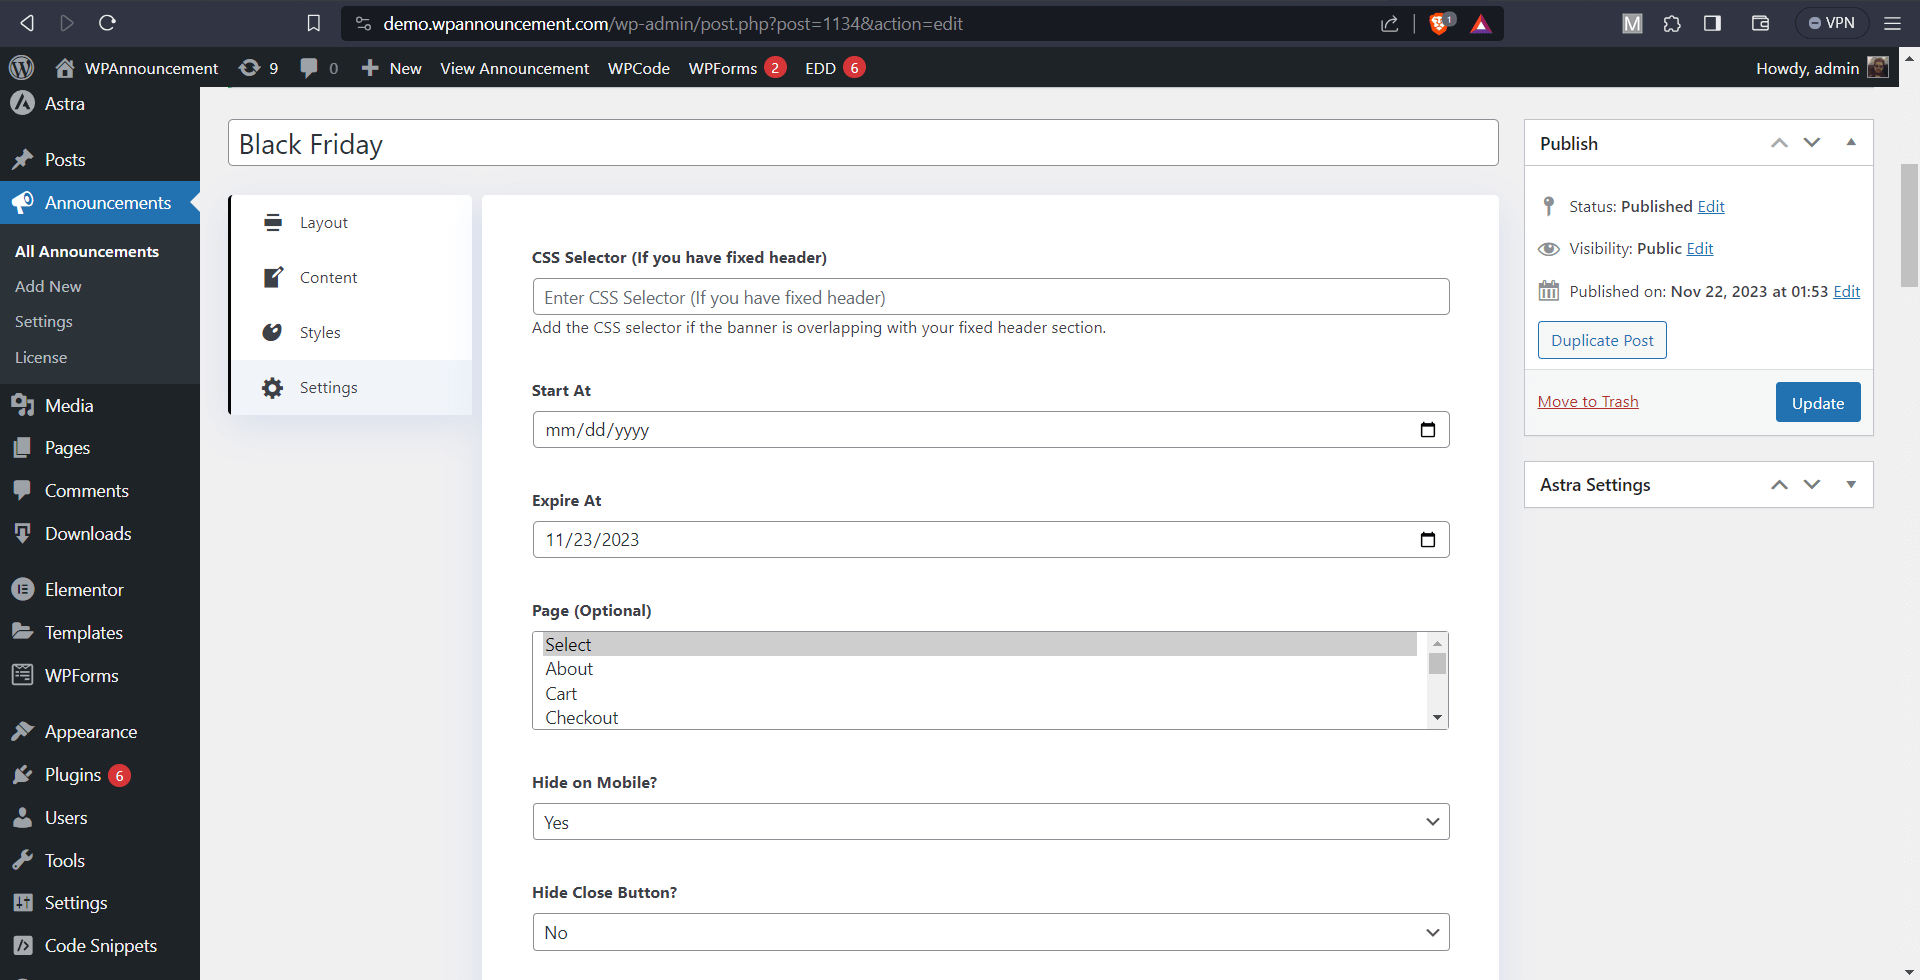 demo.wpannouncement.com/wp-admin/post.php?post=1134&action=edit
1
M
VPN
WPAnnouncement 9 0 New View Announcement WPCode WPForms 2 EDD 6
Howdy, admin
Astra
Posts
Announcements
All Announcements
Add New
Settings
License
Media
Pages
Comments
Downloads
Elementor
Templates
WPForms
Appearance
Plugins 6
Users
Tools
Settings
Code Snippets
Black Friday
Layout
Content
Styles
Settings
CSS Selector (If you have fixed header)
Enter CSS Selector (If you have fixed header)
Add the CSS selector if the banner is overlapping with your fixed header section.
Start At
mm/dd/yyyy
Expire At
11/23/2023
Page (Optional)
Select
About
Cart
Checkout
Hide on Mobile?
Yes
Hide Close Button?
No
Publish
Status: Published Edit
Visibility: Public Edit
Published on: Nov 22, 2023 at 01:53 Edit
Duplicate Post
Move to Trash
Update
Astra Settings